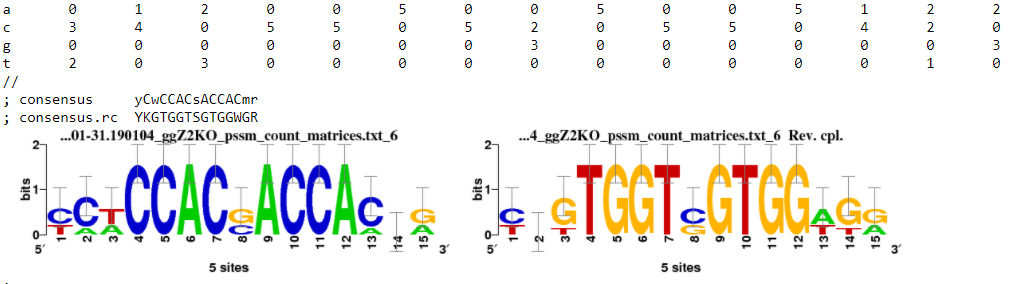 a 0 1 2 0 0 5 0 0 5 0 0 5 1 2 2
c 3 4 0 5 5 0 5 2 0 5 5 0 4 2 0
g 0 0 0 0 0 0 0 3 0 0 0 0 0 0 3
t 2 0 3 0 0 0 0 0 0 0 0 0 0 1 0
//
; consensus yCwCCACsACCACmr
; consensus.rc YKGTGGTSGTGGWGR
...01-31.190104_ggZ2KO_pssm_count_matrices.txt_6 ...4_ggZ2KO_pssm_count_matrices.txt_6 Rev. cpl.
2 2
bits 1 bits 1
0 0
CTCACTACCACCACGCACCACACGA CTGTTGGTCGGTGGATGTGA
5′ 1 2 3 4 5 6 7 8 9 10 11 12 13 14 15 3′ 5′ 1 2 3 4 5 6 7 8 9 10 11 12 13 14 15 3′
5 sites 5 sites